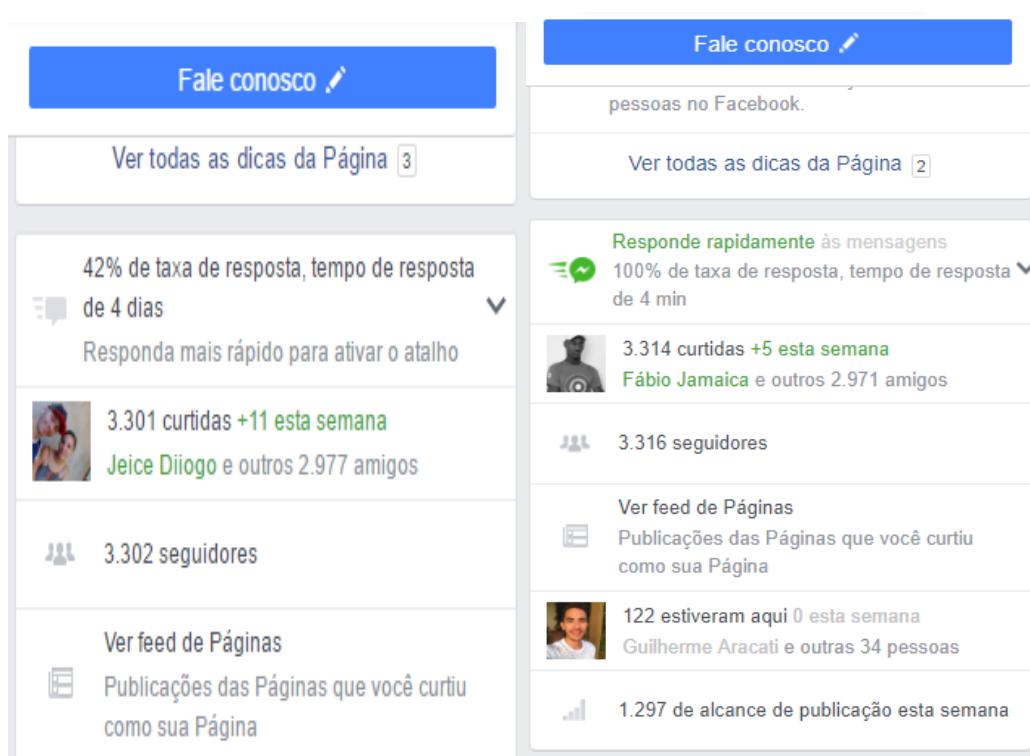 Fale conosco
Ver todas as dicas da Página 3
42% de taxa de resposta, tempo de resposta
de 4 dias
Responda mais rápido para ativar o atalho
3.301 curtidas +11 esta semana
Jeice Diiogo e outros 2.977 amigos
3.302 seguidores
Ver feed de Páginas
Publicações das Páginas que você curtiu
como sua Página
Fale conosco
pessoas no Facebook.
Ver todas as dicas da Página 2
Responde rapidamente às mensagens
100% de taxa de resposta, tempo de resposta
de 4 min
3.314 curtidas +5 esta semana
Fábio Jamaica e outros 2.971 amigos
3.316 seguidores
Ver feed de Páginas
Publicações das Páginas que você curtiu
como sua Página
122 estiveram aqui 0 esta semana
Guilherme Aracati e outras 34 pessoas
1.297 de alcance de publicação esta semana